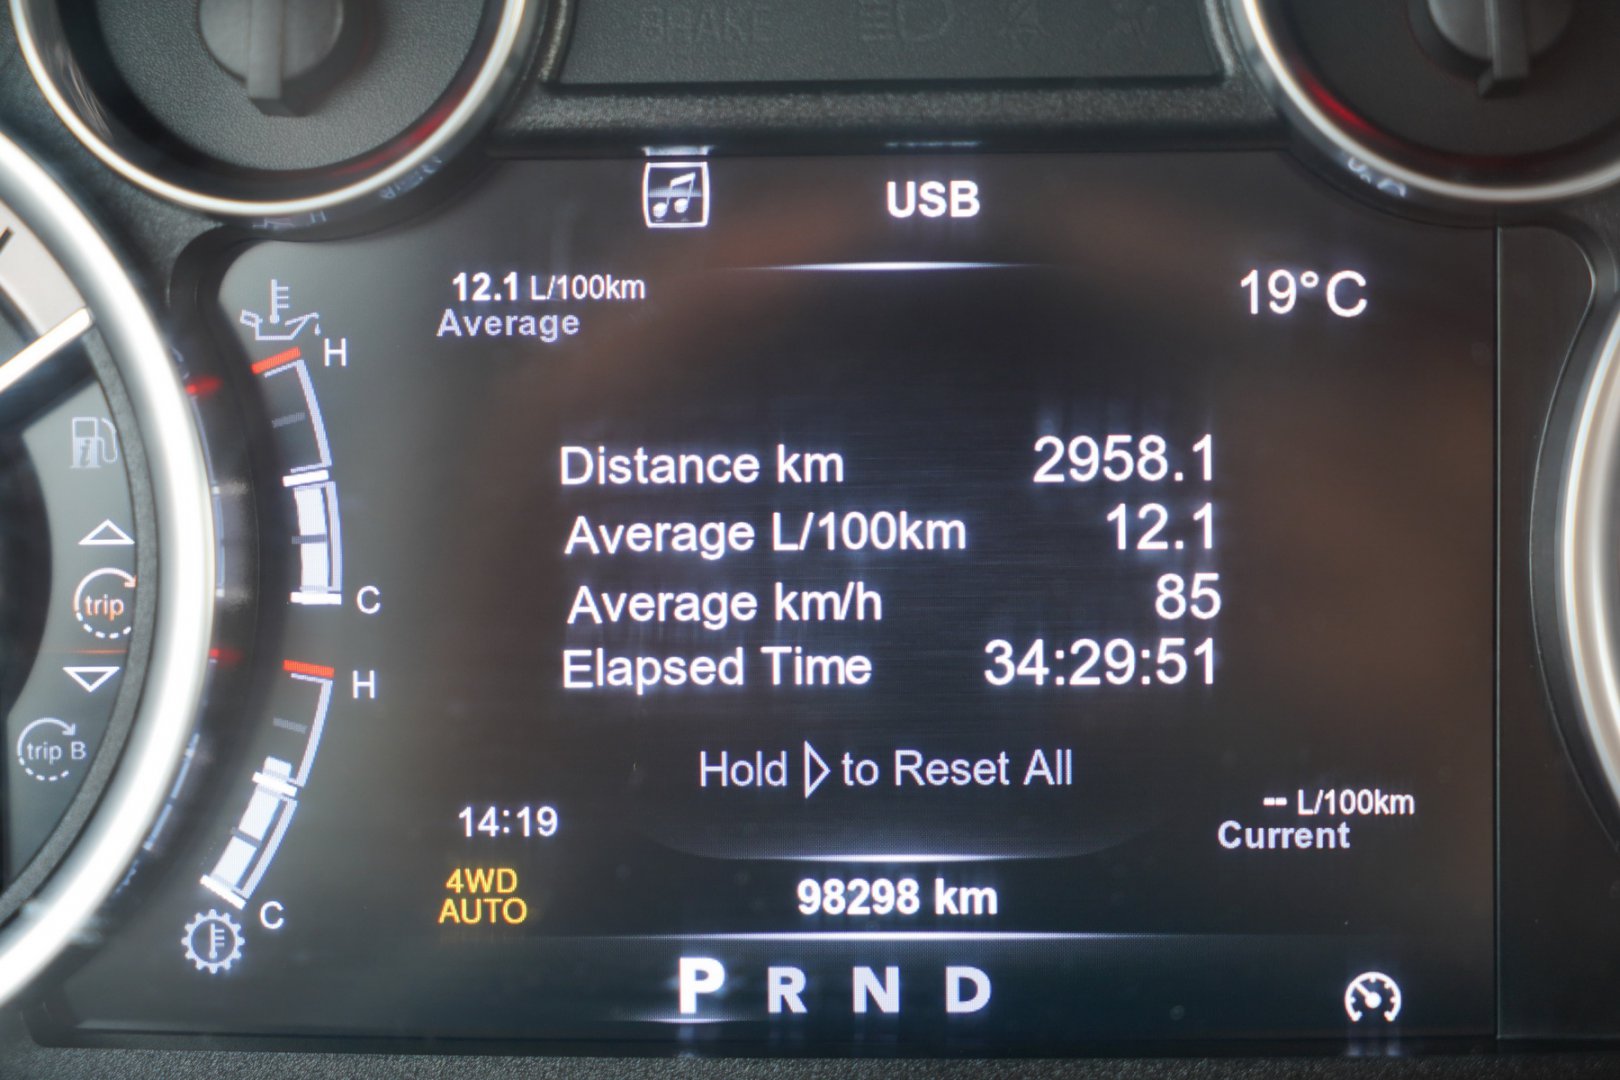 BRAKE
USB
12.1 L/100km
Average
19°C
H
Distance km 2958.1
Average L/100km 12.1
Average km/h 85
Elapsed Time 34:29:51
C
trip
H
trip B
Hold ▷ to Reset All
-- L/100km
Current
14:19
4WD
AUTO
98298 km
C
P R N D